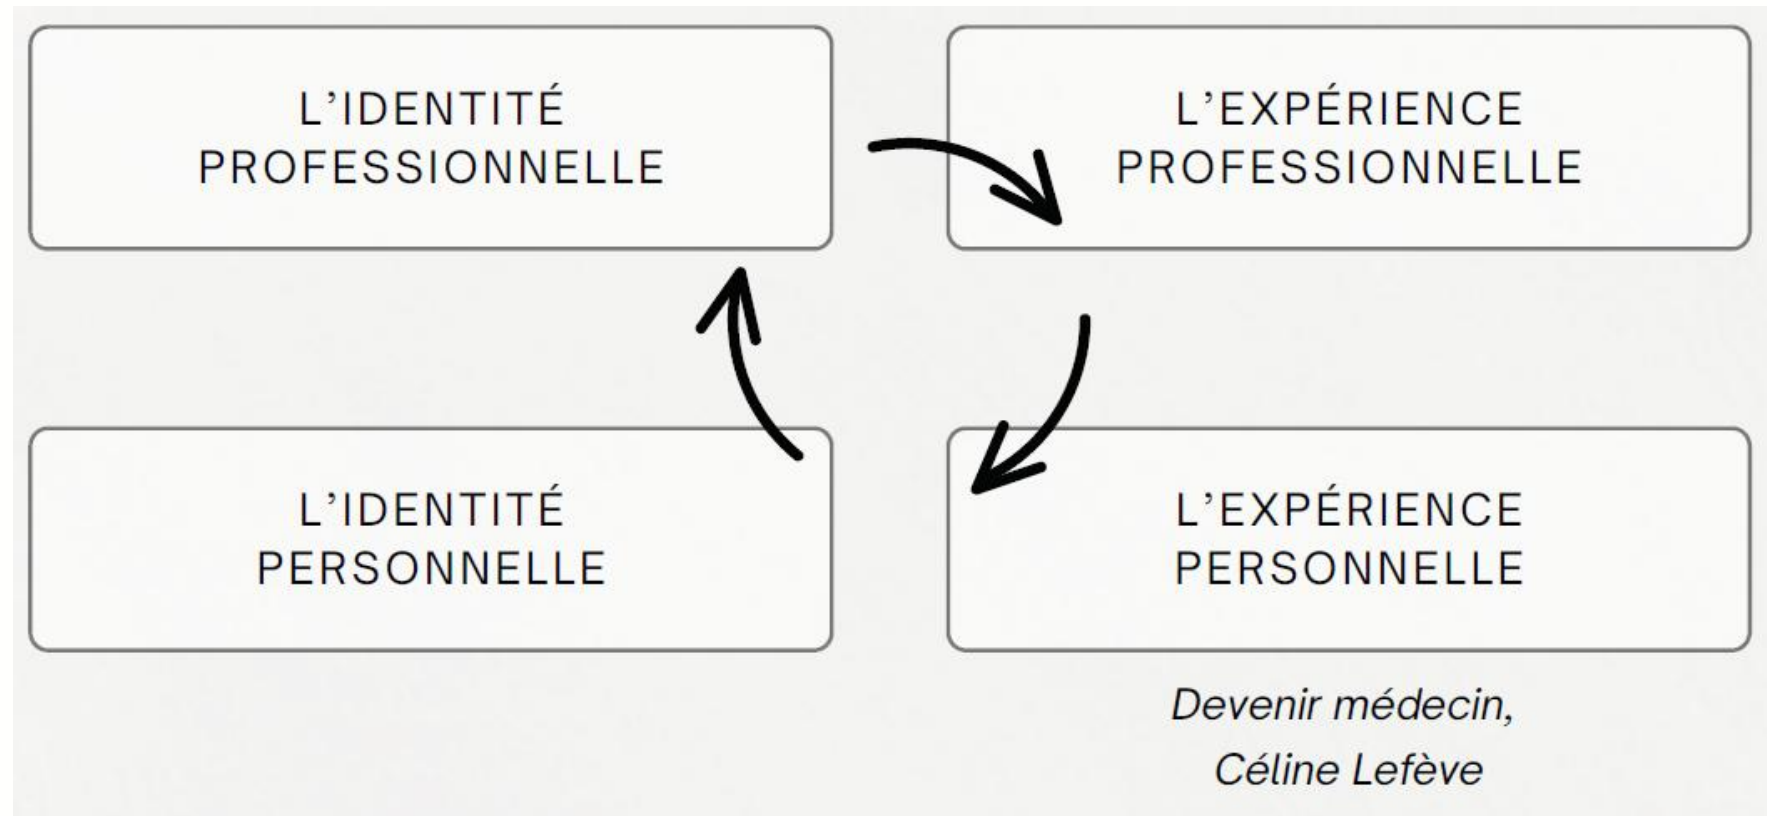 L’IDENTITÉ
PROFESSIONNELLE
L’EXPÉRIENCE
PROFESSIONNELLE
L’IDENTITÉ
PERSONNELLE
L’EXPÉRIENCE
PERSONNELLE
Devenir médecin,
Céline Lefève